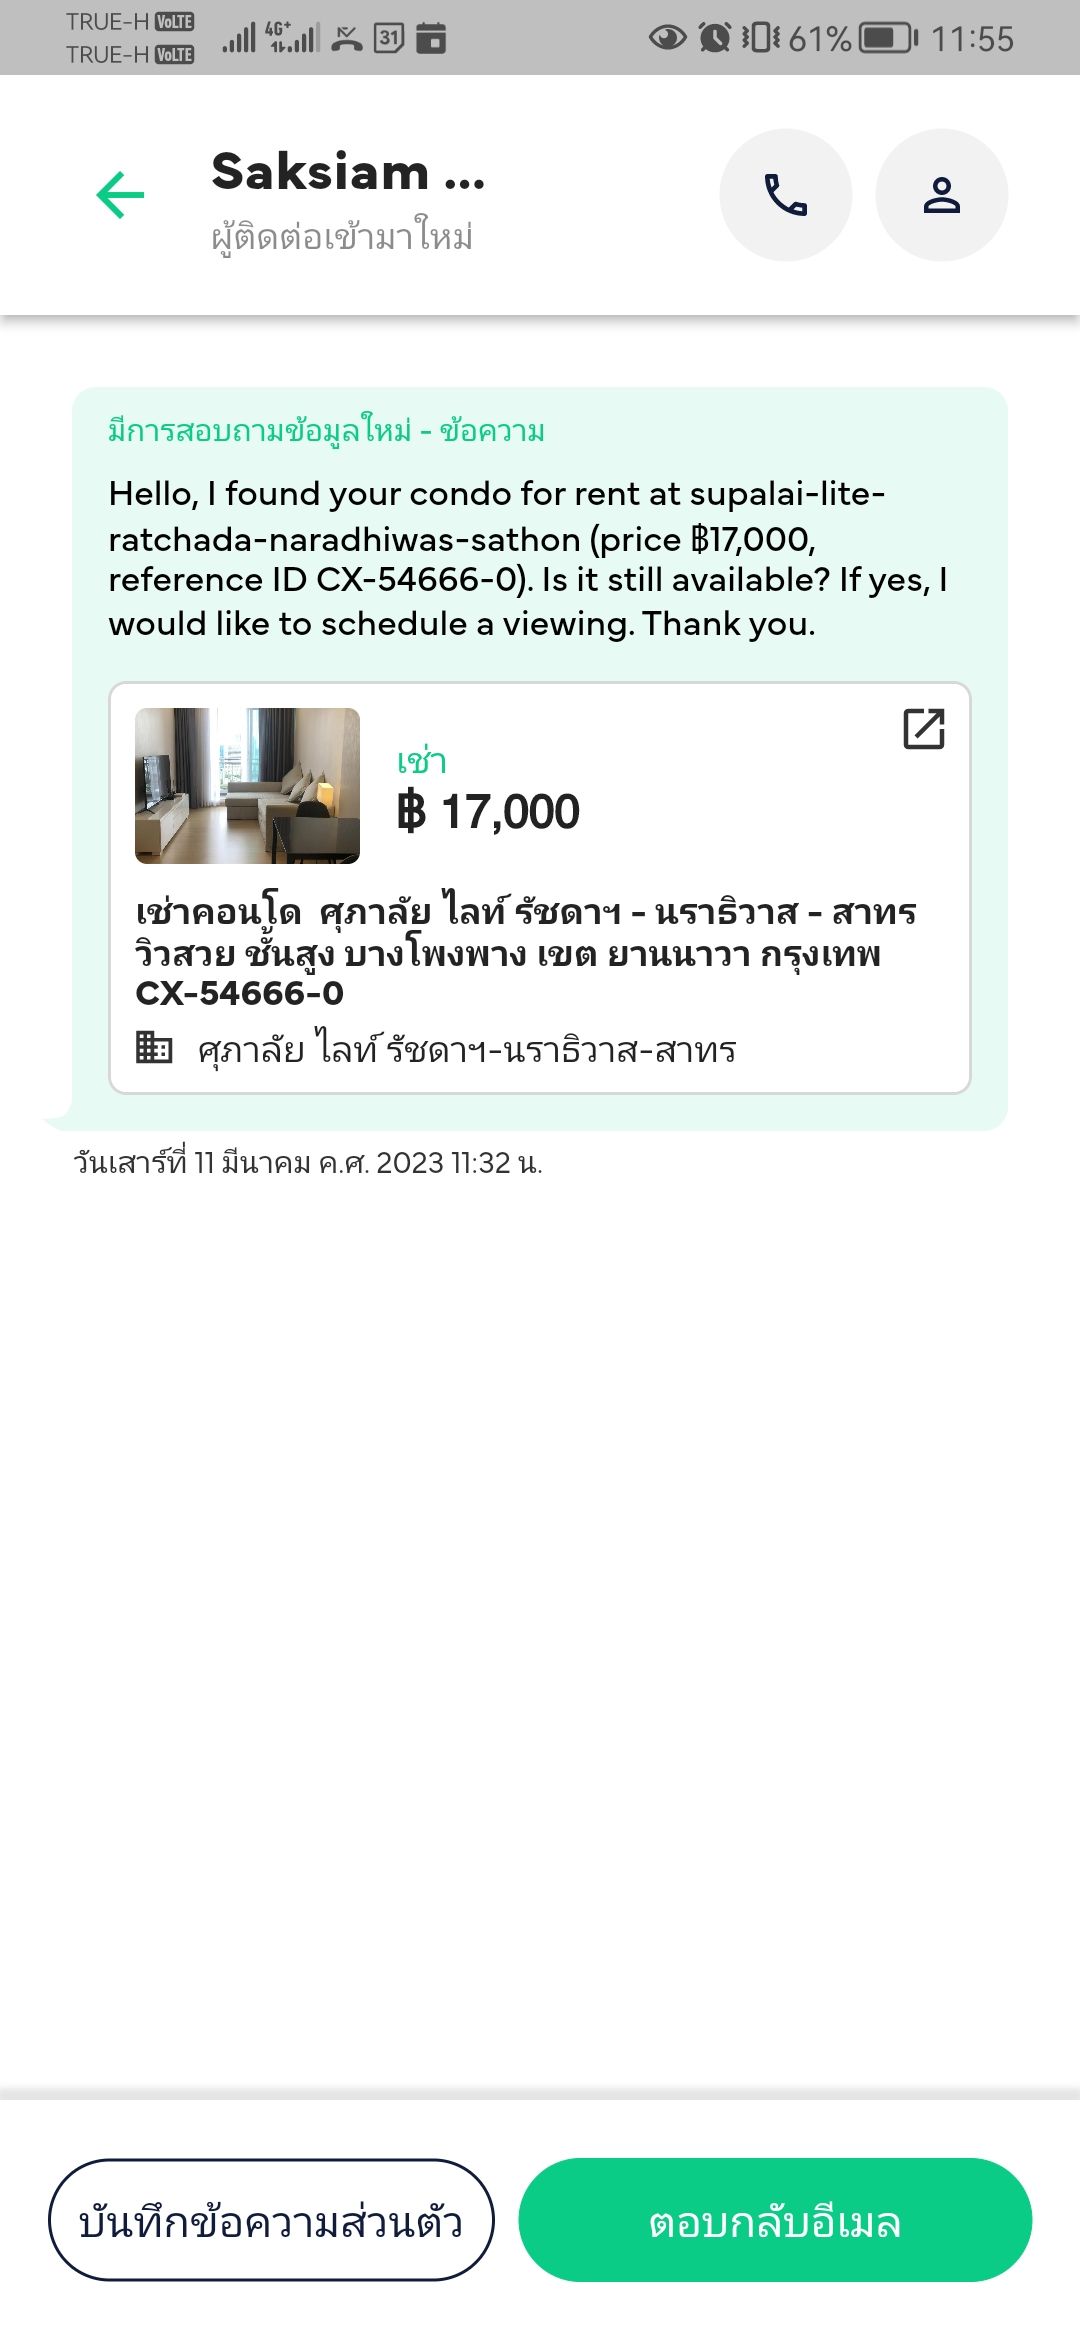 TRUE-H VoLTE
TRUE-H VoLTE
4G+
31
61%
11:55
Saksiam ...
ผู้ติดต่อเข้ามาใหม่
มีการสอบถามข้อมูลใหม่ - ข้อความ
Hello, I found your condo for rent at supalai-lite-
ratchada-naradhiwas-sathon (price ฿17,000,
reference ID CX-54666-0). Is it still available? If yes, I
would like to schedule a viewing. Thank you.
เช่า
฿ 17,000
เช่าคอนโด  ศุภาลัย ไลท์ รัชดาฯ - นราธิวาส - สาทร
วิวสวย ชั้นสูง บางโพงพาง เขต ยานนาวา กรุงเทพ
CX-54666-0
ศุภาลัย ไลท์ รัชดาฯ-นราธิวาส-สาทร
วันเสาร์ที่ 11 มีนาคม ค.ศ. 2023 11:32 น.
บันทึกข้อความส่วนตัว
ตอบกลับอีเมล